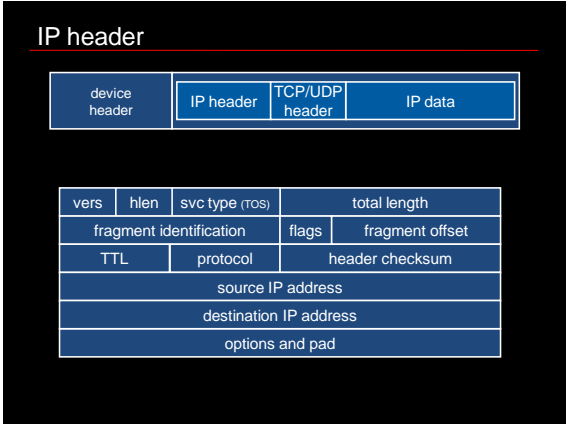 IP header
device
header
IP header
TCP/UDP
header
IP data
vers hlen svc type (TOS) total length
fragment identification flags fragment offset
TTL protocol header checksum
source IP address
destination IP address
options and pad